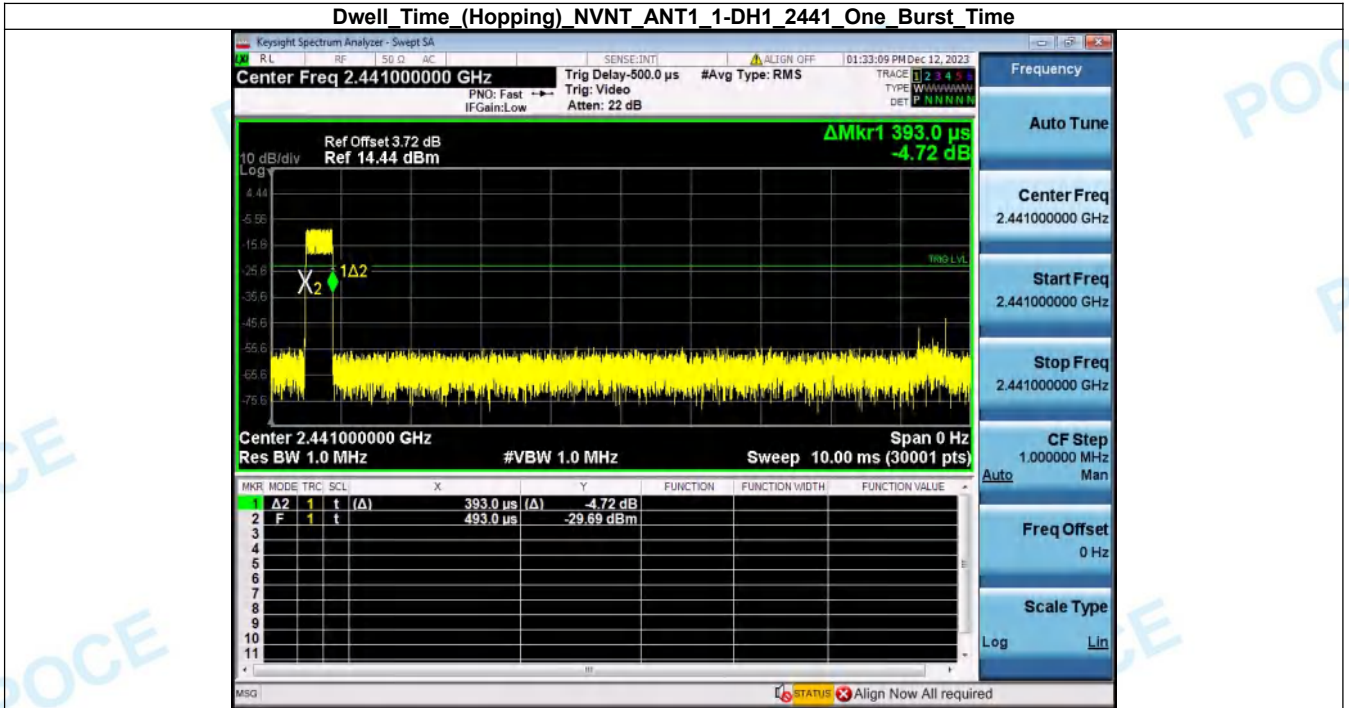 Dwell_Time_(Hopping)_NVNT_ANT1_1-DH1_2441_One_Burst_Time
Keysight Spectrum Analyzer - Swept SA
RL RF 50 Ω AC SENSE:INT ALIGN OFF 01:33:09 PM Dec 12, 2023
Center Freq 2.441000000 GHz Trig Delay-500.0 µs #Avg Type: RMS TRACE 1 2 3 4 5 6
PNO: Fast Trig: Video TYPE WWWWWW
IFGain:Low Atten: 22 dB DET P N N N N N
Frequency
Auto Tune
Center Freq
2.441000000 GHz
Start Freq
2.441000000 GHz
Stop Freq
2.441000000 GHz
CF Step
1.000000 MHz
Auto Man
Freq Offset
0 Hz
Scale Type
Log Lin
ΔMkr1 393.0 µs
-4.72 dB
Ref Offset 3.72 dB
10 dB/div Ref 14.44 dBm
Log
4.44
-5.56
-15.6
TRIG LVL
-25.6
1Δ2
X2
-35.6
-45.6
-55.6
-65.6
-75.6
Center 2.441000000 GHz Span 0 Hz
Res BW 1.0 MHz #VBW 1.0 MHz Sweep 10.00 ms (30001 pts)
MKR MODE TRC SCL X Y FUNCTION FUNCTION WIDTH FUNCTION VALUE
1 Δ2 1 t (Δ) 393.0 µs (Δ) -4.72 dB
2 F 1 t 493.0 µs -29.69 dBm
3
4
5
6
7
8
9
10
11
MSG STATUS Align Now All required
POCE